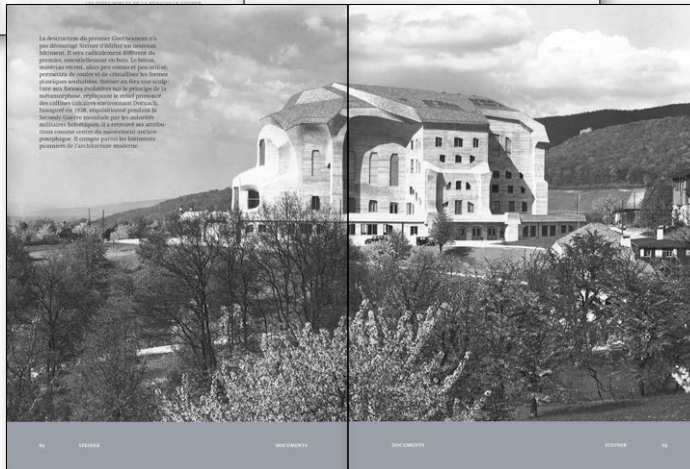 La destruction du premier Goetheanum n'a
pas découragé Steiner d'édifier un nouveau
bâtiment. Il sera radicalement différent du
premier, essentiellement en bois. Le béton,
matériau récent, alors peu connu et peu utilisé,
permettra de couler et de cristalliser les formes
plastiques souhaitées. Steiner en fera une sculp-
ture aux formes évolutives sur le principe de la
métamorphose, répliquant le relief prononcé
des collines calcaires environnant Dornach.
Inauguré en 1928, réquisitionné pendant la
Seconde Guerre mondiale par les autorités
militaires helvétiques, il a retrouvé ses attribu-
tions comme centre du mouvement anthro-
posophique. Il compte parmi les bâtiments
pionniers de l'architecture moderne.
STEINER
DOCUMENTS
DOCUMENTS
STEINER